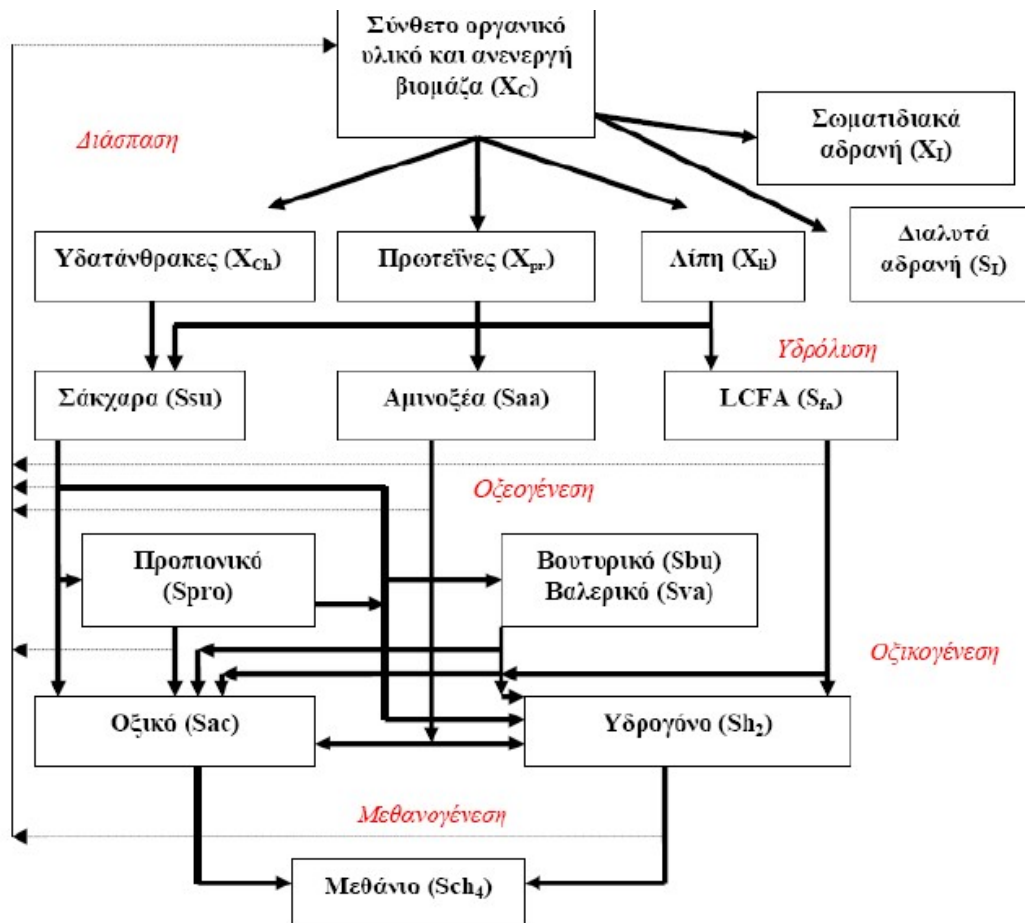 Σύνθετο οργανικό
υλικό και ανενεργή
βιομάζα (X_C)
Διάσπαση
Σωματιδιακά
αδρανή (X_I)
Διαλυτά
αδρανή (S_I)
Υδατάνθρακες (X_Ch)
Πρωτεΐνες (X_pr)
Λίπη (X_li)
Υδρόλυση
Σάκχαρα (Ssu)
Αμινοξέα (Saa)
LCFA (S_fa)
Οξεογένεση
Προπιονικό
(Spro)
Βουτυρικό (Sbu)
Βαλερικό (Sva)
Οξικογένεση
Οξικό (Sac)
Υδρογόνο (Sh₂)
Μεθανογένεση
Μεθάνιο (Sch₄)